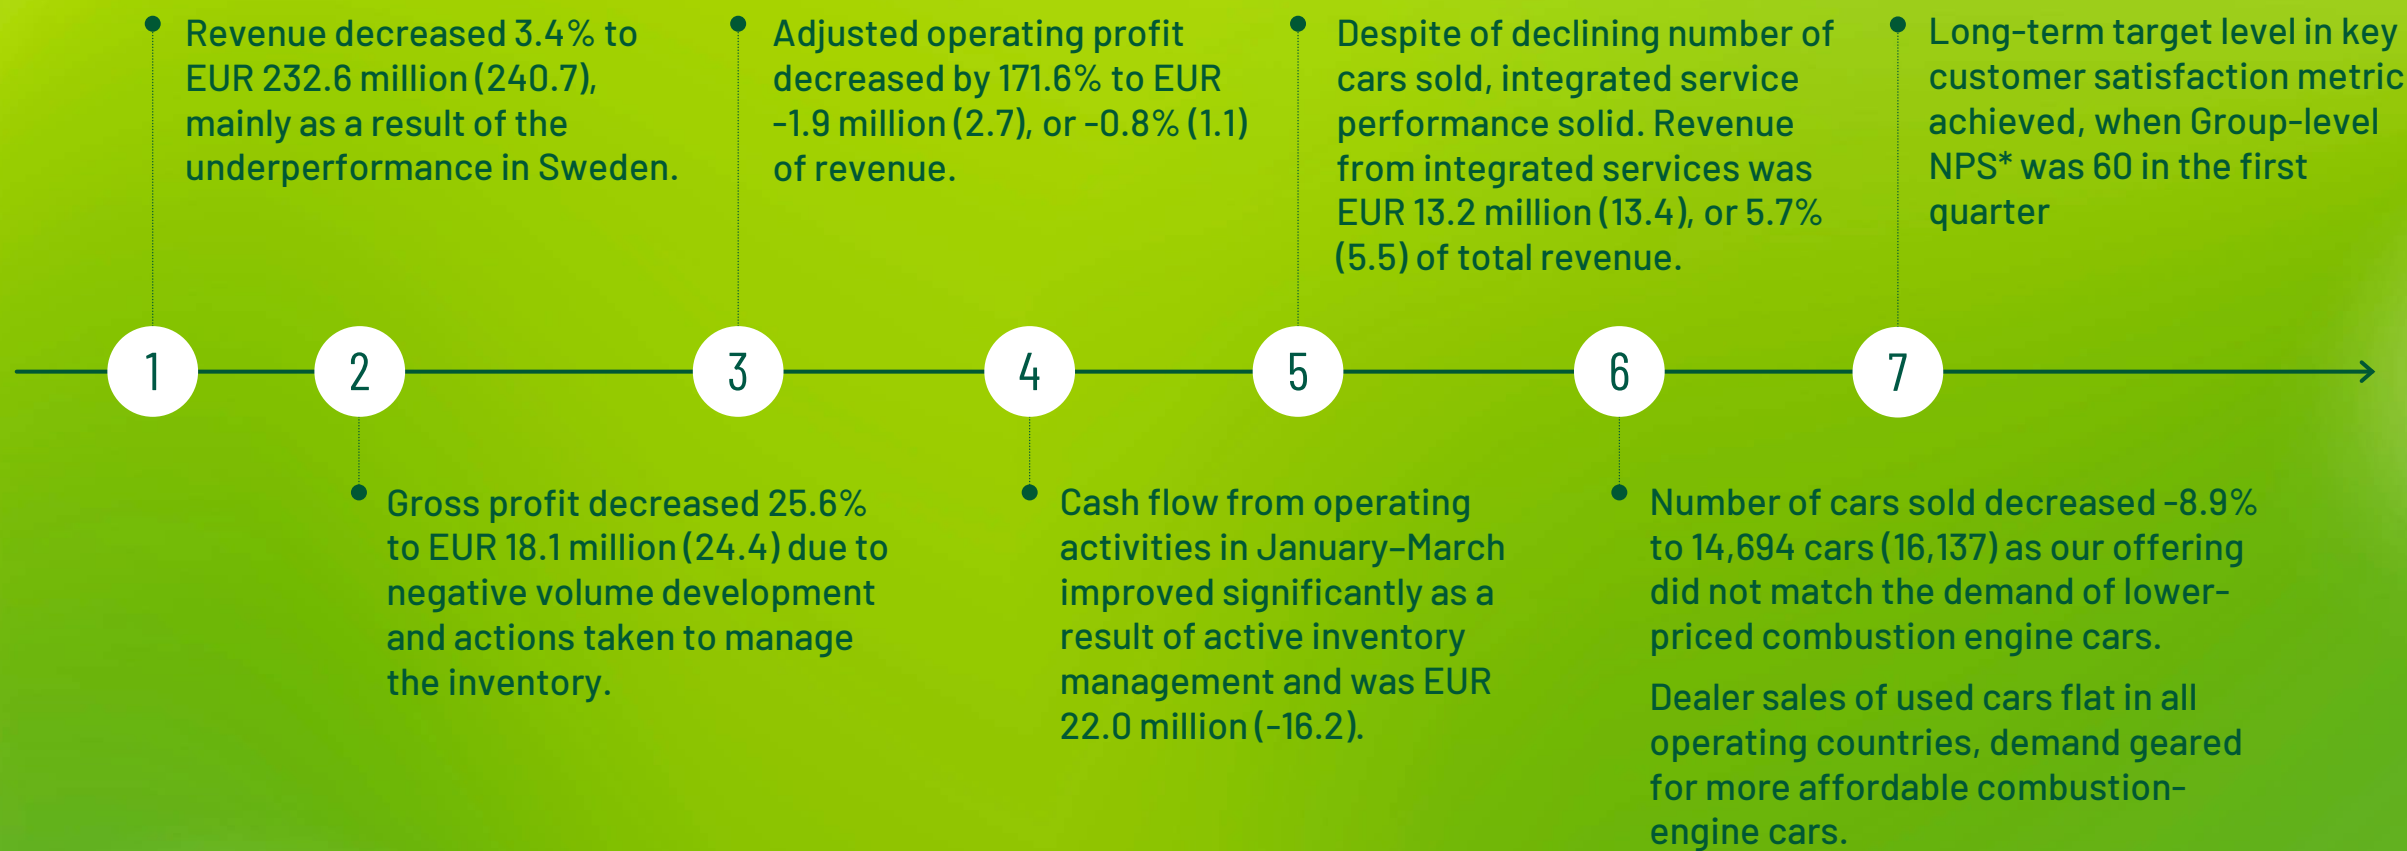 Revenue decreased 3.4% to
EUR 232.6 million (240.7),
mainly as a result of the
underperformance in Sweden.
Adjusted operating profit
decreased by 171.6% to EUR
-1.9 million (2.7), or -0.8% (1.1)
of revenue.
Despite of declining number of
cars sold, integrated service
performance solid. Revenue
from integrated services was
EUR 13.2 million (13.4), or 5.7%
(5.5) of total revenue.
Long-term target level in key
customer satisfaction metric
achieved, when Group-level
NPS* was 60 in the first
quarter
1
2
3
4
5
6
7
Gross profit decreased 25.6%
to EUR 18.1 million (24.4) due to
negative volume development
and actions taken to manage
the inventory.
Cash flow from operating
activities in January–March
improved significantly as a
result of active inventory
management and was EUR
22.0 million (-16.2).
Number of cars sold decreased -8.9%
to 14,694 cars (16,137) as our offering
did not match the demand of lower-
priced combustion engine cars.
Dealer sales of used cars flat in all
operating countries, demand geared
for more affordable combustion-
engine cars.